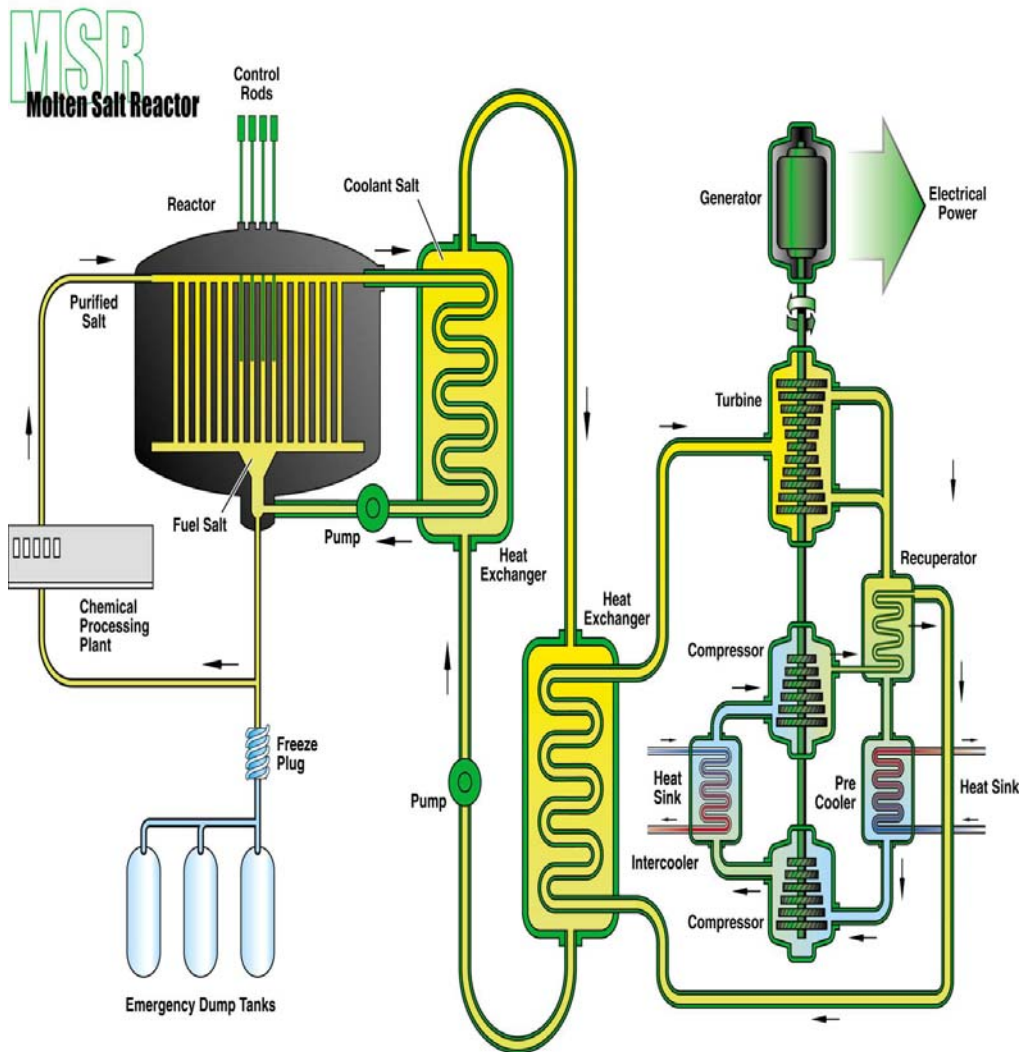 MSR
Molten Salt Reactor
Control
Rods
Reactor
Coolant Salt
Purified
Salt
Fuel Salt
Pump
Heat
Exchanger
Chemical
Processing
Plant
Freeze
Plug
Emergency Dump Tanks
Pump
Heat
Exchanger
Generator
Electrical
Power
Turbine
Recuperator
Compressor
Heat
Sink
Pre
Cooler
Heat Sink
Intercooler
Compressor